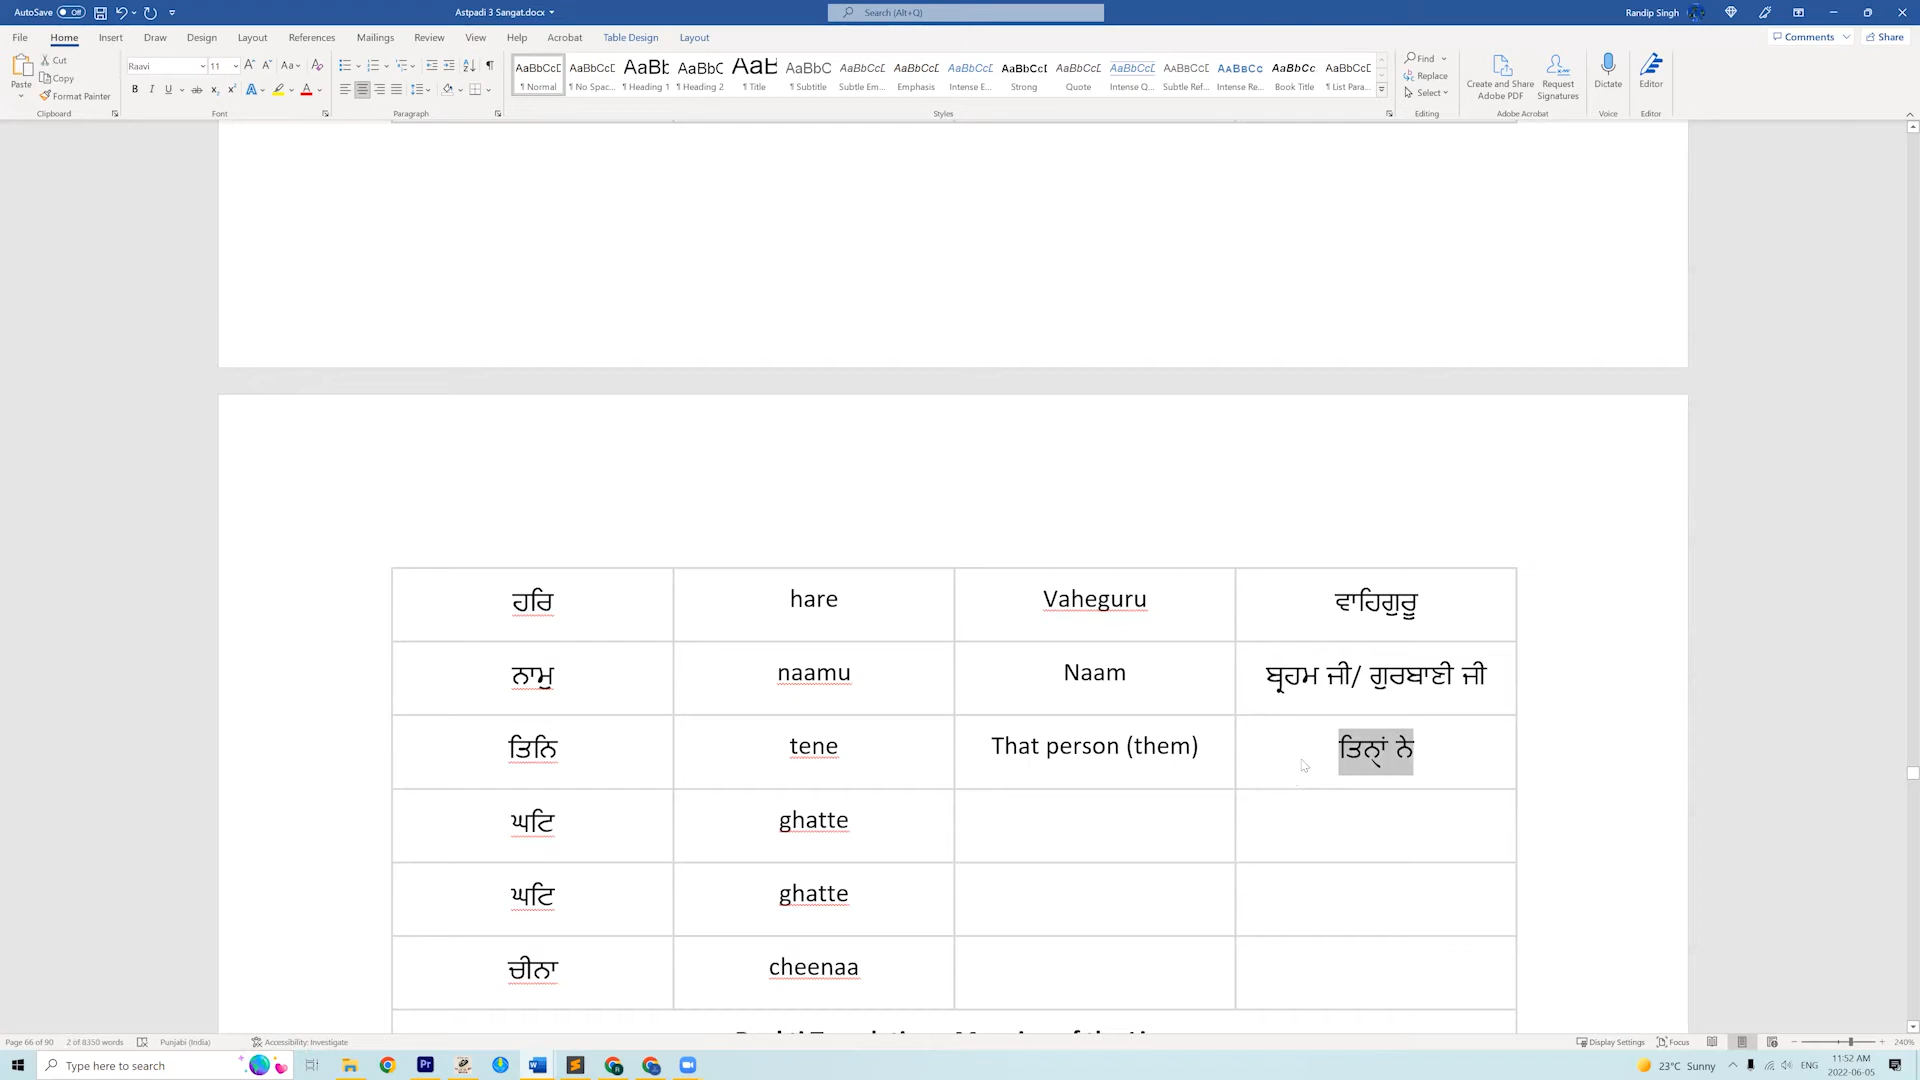 AutoSave Off Astpadi 3 Sangat.docx Search (Alt+Q) Randip Singh
File Home Insert Draw Design Layout References Mailings Review View Help Acrobat Table Design Layout Comments Share
Paste Cut Copy Format Painter
Raavi 11
¶ Normal ¶ No Spac... ¶ Heading 1 ¶ Heading 2 ¶ Title ¶ Subtitle Subtle Em... Emphasis Intense E... Strong Quote Intense Q... Subtle Ref... Intense Re... Book Title ¶ List Para...
Find Replace Select
Create and Share Adobe PDF Request Signatures Dictate Editor
Clipboard Font Paragraph Styles Editing Adobe Acrobat Voice Editor
ਹਰਿ hare Vaheguru ਵਾਹਿਗੁਰੂ
ਨਾਮੁ naamu Naam ਬ੍ਰਹਮ ਜੀ/ ਗੁਰਬਾਣੀ ਜੀ
ਤਿਨਿ tene That person (them) ਤਿਨ੍ਹਾਂ ਨੇ
ਘਟਿ ghatte
ਘਟਿ ghatte
ਚੀਨਾ cheenaa
Page 66 of 90 2 of 8350 words Punjabi (India) Accessibility: Investigate Display Settings Focus 240%
Type here to search 23°C Sunny ENG 11:52 AM
2022-06-05